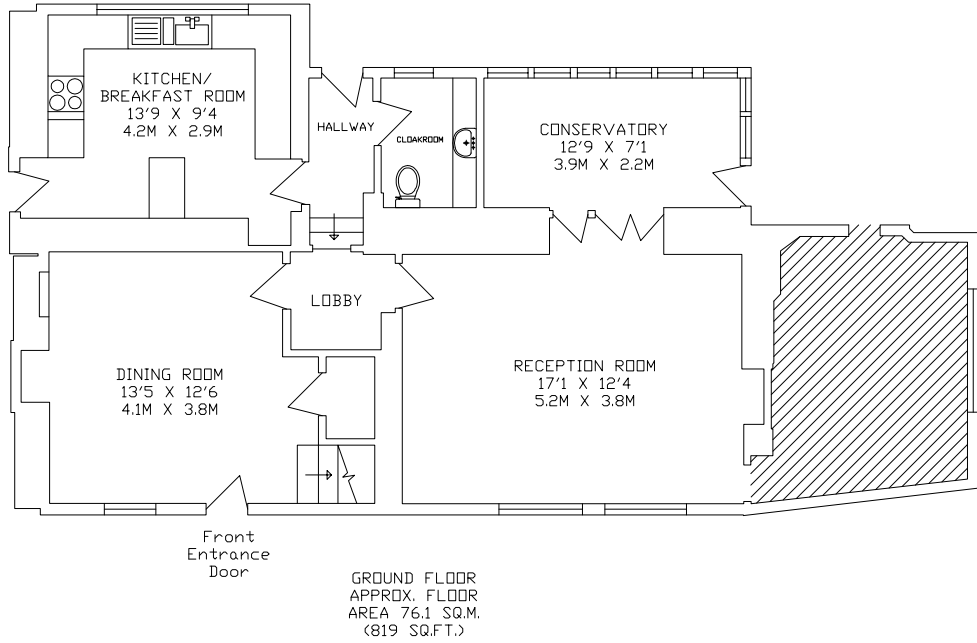 KITCHEN/
BREAKFAST ROOM
13'9 X 9'4
4.2M X 2.9M
HALLWAY
CLOAKROOM
CONSERVATORY
12'9 X 7'1
3.9M X 2.2M
LOBBY
DINING ROOM
13'5 X 12'6
4.1M X 3.8M
RECEPTION ROOM
17'1 X 12'4
5.2M X 3.8M
Front
Entrance
Door
GROUND FLOOR
APPROX. FLOOR
AREA 76.1 SQ.M.
(819 SQ.FT.)